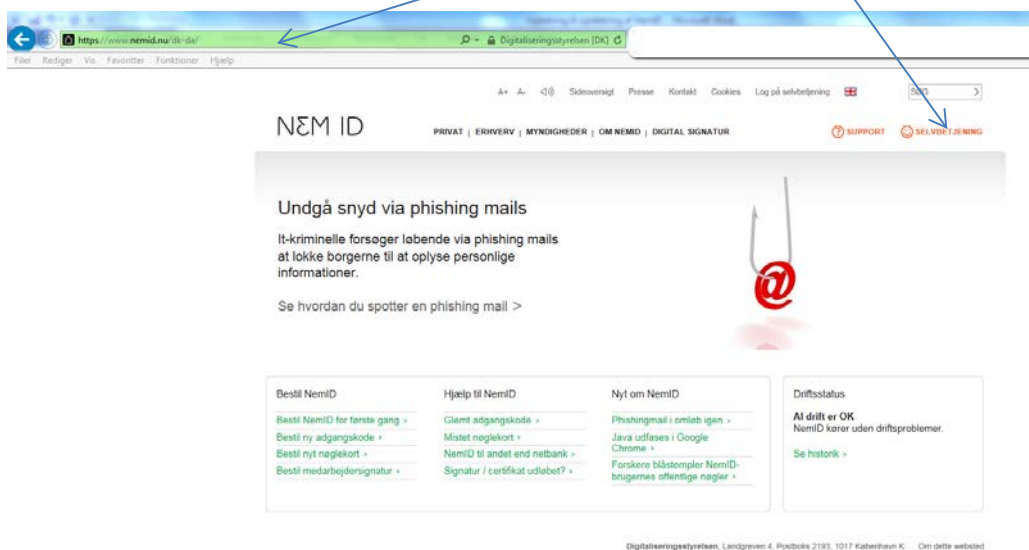 https://www.nemid.nu/dk-da/
Digitaliseringsstyrelsen [DK]
Filer Rediger Vis Favoritter Funktioner Hjælp
A+ A- Sideoversigt Presse Kontakt Cookies Log på selvbetjening SØG >
NEM ID
PRIVAT | ERHVERV | MYNDIGHEDER | OM NEMID | DIGITAL SIGNATUR
? SUPPORT SELVBETJENING
Undgå snyd via phishing mails
It-kriminelle forsøger løbende via phishing mails
at lokke borgerne til at oplyse personlige
informationer.
Se hvordan du spotter en phishing mail >
@
Bestil NemID
Bestil NemID for første gang >
Bestil ny adgangskode >
Bestil nyt nøglekort >
Bestil medarbejdersignatur >
Hjælp til NemID
Glemt adgangskode >
Mistet nøglekort >
NemID til andet end netbank >
Signatur / certifikat udløbet? >
Nyt om NemID
Phishingmail i omløb igen >
Java udfases i Google
Chrome >
Forskere blåstempler NemID-
brugernes offentlige nøgler >
Driftsstatus
Al drift er OK
NemID kører uden driftsproblemer.
Se historik >
Digitaliseringsstyrelsen, Landgreven 4, Postboks 2193, 1017 København K Om dette websted